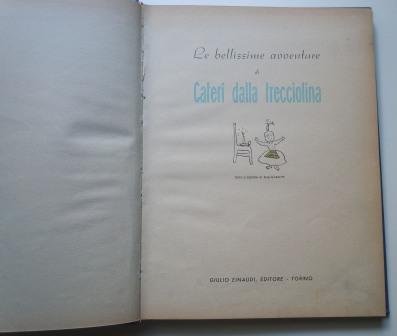 Le bellissime avventure
di
Caterì dalla trecciolina
GIULIO EINAUDI, EDITORE - TORINO